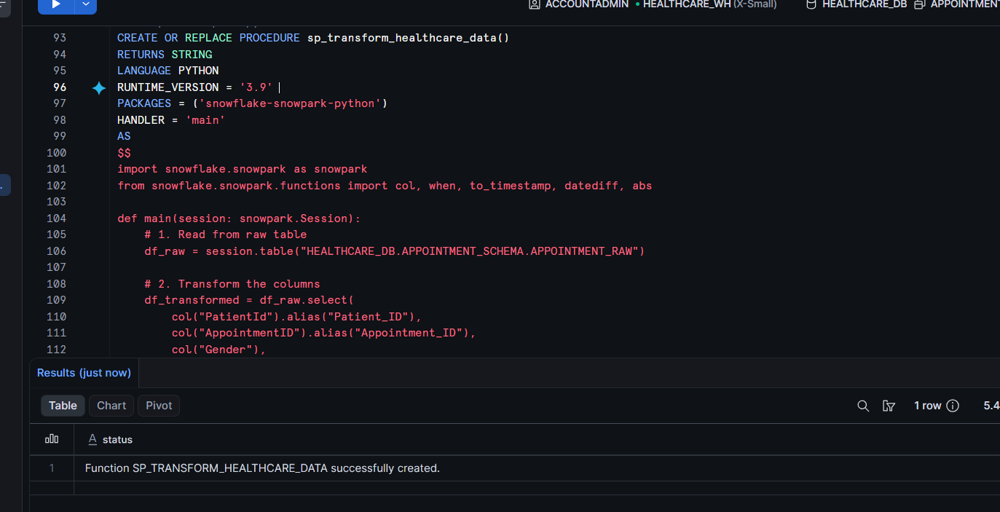 ACCOUNTADMIN • HEALTHCARE_WH (X-Small) HEALTHCARE_DB APPOINTMENT
93 CREATE OR REPLACE PROCEDURE sp_transform_healthcare_data()
94 RETURNS STRING
95 LANGUAGE PYTHON
96 RUNTIME_VERSION = '3.9'
97 PACKAGES = ('snowflake-snowpark-python')
98 HANDLER = 'main'
99 AS
100 $$
101 import snowflake.snowpark as snowpark
102 from snowflake.snowpark.functions import col, when, to_timestamp, datediff, abs
103
104 def main(session: snowpark.Session):
105     # 1. Read from raw table
106     df_raw = session.table("HEALTHCARE_DB.APPOINTMENT_SCHEMA.APPOINTMENT_RAW")
107
108     # 2. Transform the columns
109     df_transformed = df_raw.select(
110         col("PatientId").alias("Patient_ID"),
111         col("AppointmentID").alias("Appointment_ID"),
112         col("Gender"),
Results (just now)
Table Chart Pivot 1 row 5.4
A status
1 Function SP_TRANSFORM_HEALTHCARE_DATA successfully created.